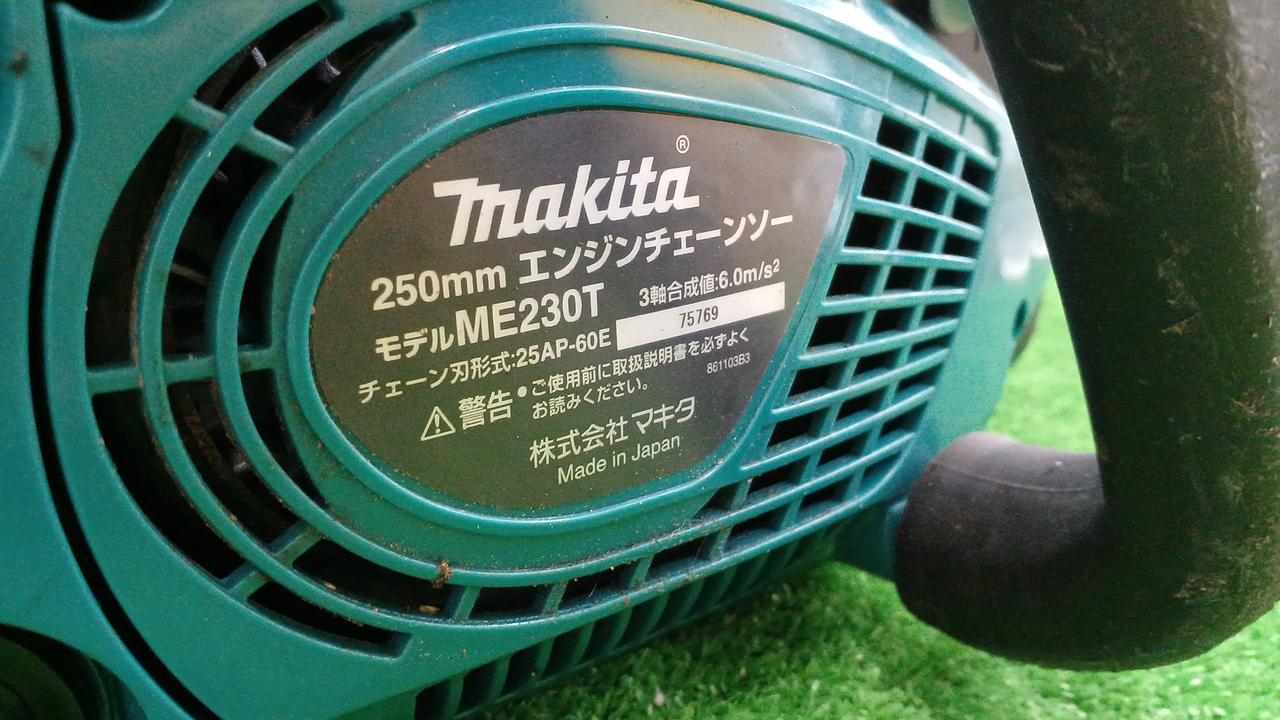 makita®
250mm エンジンチェーンソー
モデルME230T 3軸合成値:6.0m/s²
チェーン刃形式:25AP-60E 75769
⚠警告・ご使用前に取扱説明書を必ずよく
お読みください。 861103B3
株式会社マキタ
Made in Japan